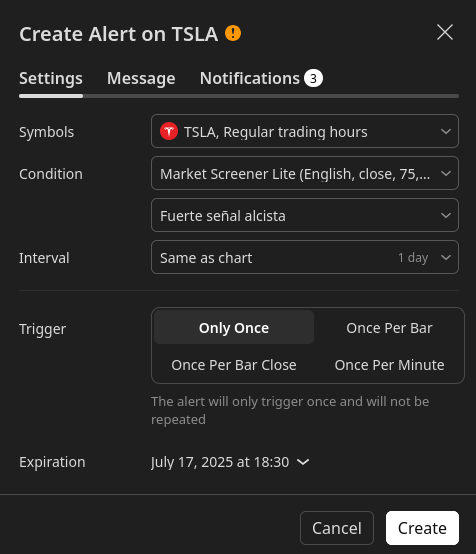 Create Alert on TSLA
Settings Message Notifications 3
Symbols TSLA, Regular trading hours
Condition Market Screener Lite (English, close, 75,...
Fuerte señal alcista
Interval Same as chart 1 day
Trigger Only Once Once Per Bar
Once Per Bar Close Once Per Minute
The alert will only trigger once and will not be
repeated
Expiration July 17, 2025 at 18:30
Cancel Create